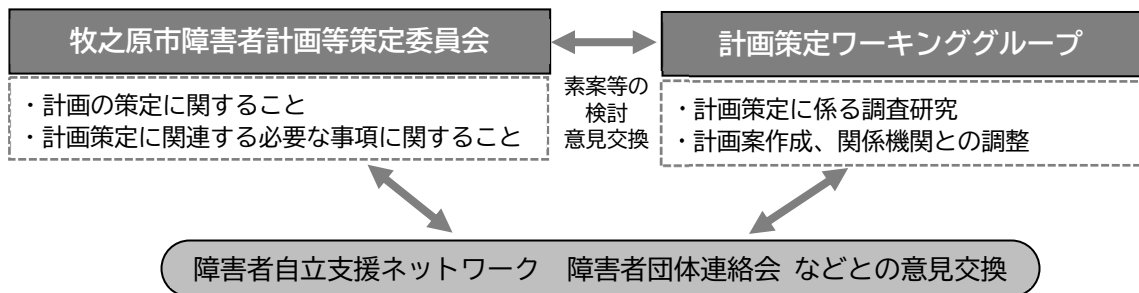 牧之原市障害者計画等策定委員会
計画策定ワーキンググループ
・計画の策定に関すること
・計画策定に関連する必要な事項に関すること
素案等の
検討
意見交換
・計画策定に係る調査研究
・計画案作成、関係機関との調整
障害者自立支援ネットワーク　障害者団体連絡会 などとの意見交換